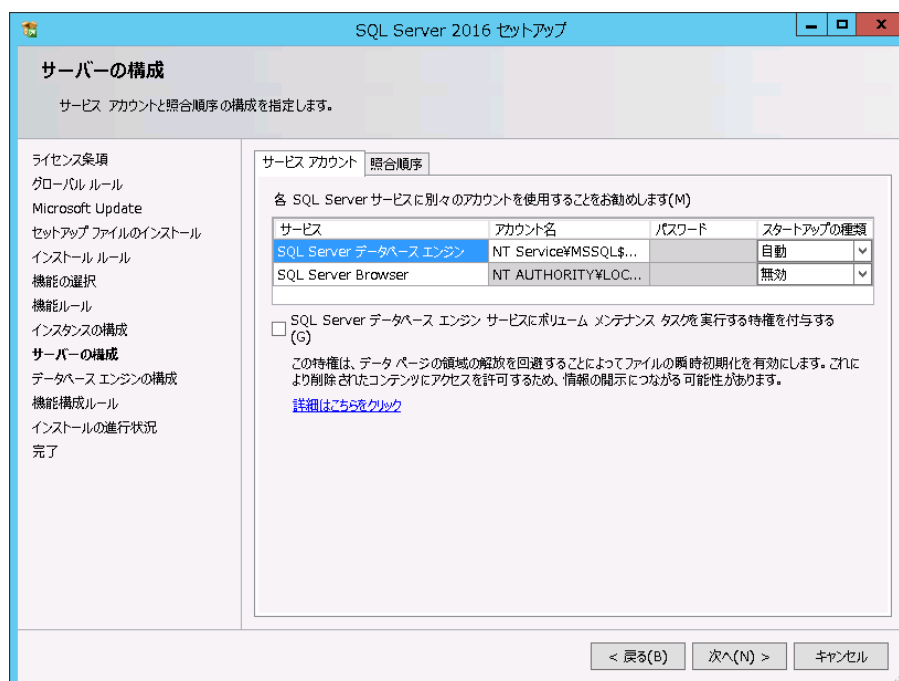 SQL Server 2016 セットアップ
サーバーの構成
サービス アカウントと照合順序の構成を指定します。
ライセンス条項
グローバル ルール
Microsoft Update
セットアップ ファイルのインストール
インストール ルール
機能の選択
機能ルール
インスタンスの構成
サーバーの構成
データベース エンジンの構成
機能構成ルール
インストールの進行状況
完了
サービス アカウント 照合順序
各 SQL Server サービスに別々のアカウントを使用することをお勧めします(M)
サービス アカウント名 パスワード スタートアップの種類
SQL Server データベース エンジン NT Service¥MSSQL$... 自動
SQL Server Browser NT AUTHORITY¥LOC... 無効
SQL Server データベース エンジン サービスにボリューム メンテナンス タスクを実行する特権を付与する
(G)
この特権は、データ ページの領域の解放を回避することによってファイルの瞬時初期化を有効にします。これに
より削除されたコンテンツにアクセスを許可するため、情報の開示につながる可能性があります。
詳細はこちらをクリック
< 戻る(B) 次へ(N) > キャンセル